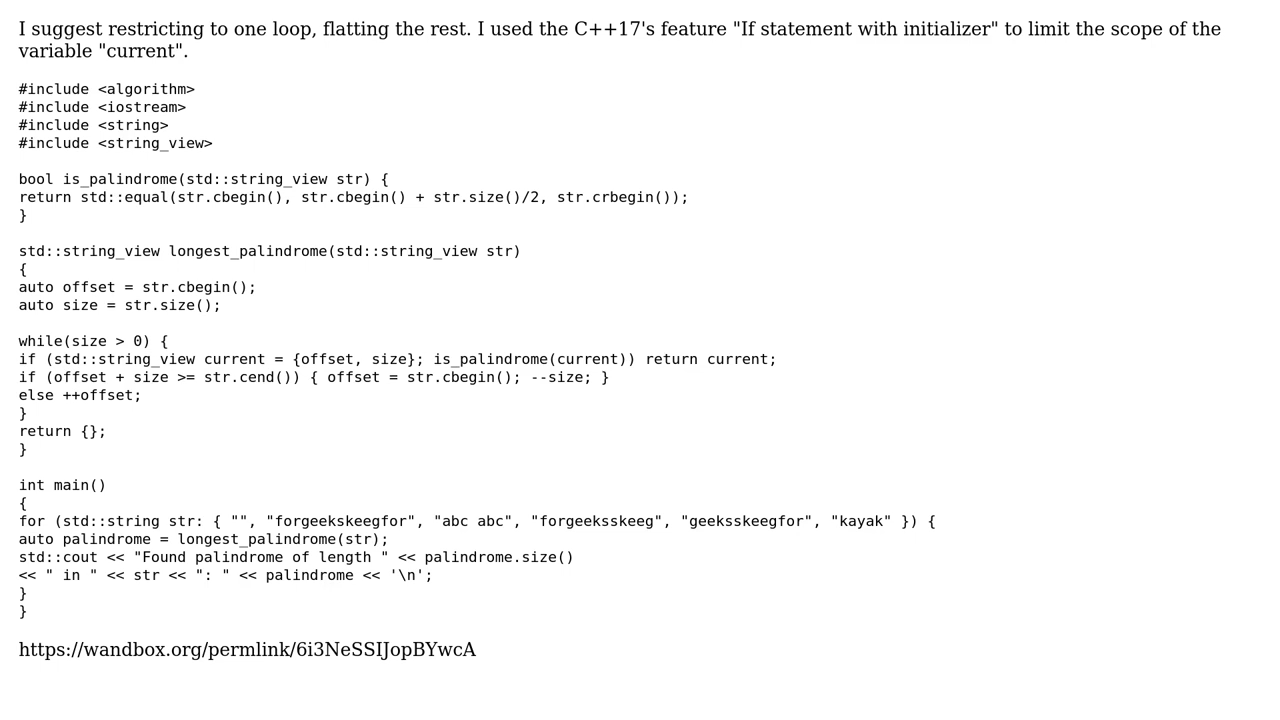 I suggest restricting to one loop, flatting the rest. I used the C++17's feature "If statement with initializer" to limit the scope of the
variable "current".
#include <algorithm>
#include <iostream>
#include <string>
#include <string_view>
bool is_palindrome(std::string_view str) {
return std::equal(str.cbegin(), str.cbegin() + str.size()/2, str.crbegin());
}
std::string_view longest_palindrome(std::string_view str)
{
auto offset = str.cbegin();
auto size = str.size();
while(size > 0) {
if (std::string_view current = {offset, size}; is_palindrome(current)) return current;
if (offset + size >= str.cend()) { offset = str.cbegin(); --size; }
else ++offset;
}
return {};
}
int main()
{
for (std::string str: { "", "forgeekskeegfor", "abc abc", "forgeeksskeeg", "geeksskeegfor", "kayak" }) {
auto palindrome = longest_palindrome(str);
std::cout << "Found palindrome of length " << palindrome.size()
<< " in " << str << ": " << palindrome << '\n';
}
}
https://wandbox.org/permlink/6i3NeSSIJopBYwcA